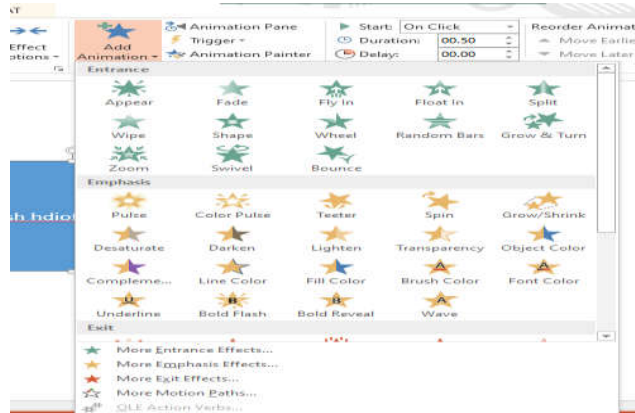 AT
Effect
ptions
Add
Animation
Animation Pane
Trigger
Animation Painter
Start: On Click
Duration: 00.50
Delay: 00.00
Reorder Animat
Move Earlie
Move Later
Entrance
Appear Fade Fly In Float In Split
Wipe Shape Wheel Random Bars Grow & Turn
Zoom Swivel Bounce
Emphasis
Pulse Color Pulse Teeter Spin Grow/Shrink
Desaturate Darken Lighten Transparency Object Color
Compleme... Line Color Fill Color Brush Color Font Color
Underline Bold Flash Bold Reveal Wave
Exit
More Entrance Effects...
More Emphasis Effects...
More Exit Effects...
More Motion Paths...
OLE Action Verbs...
sh hdio